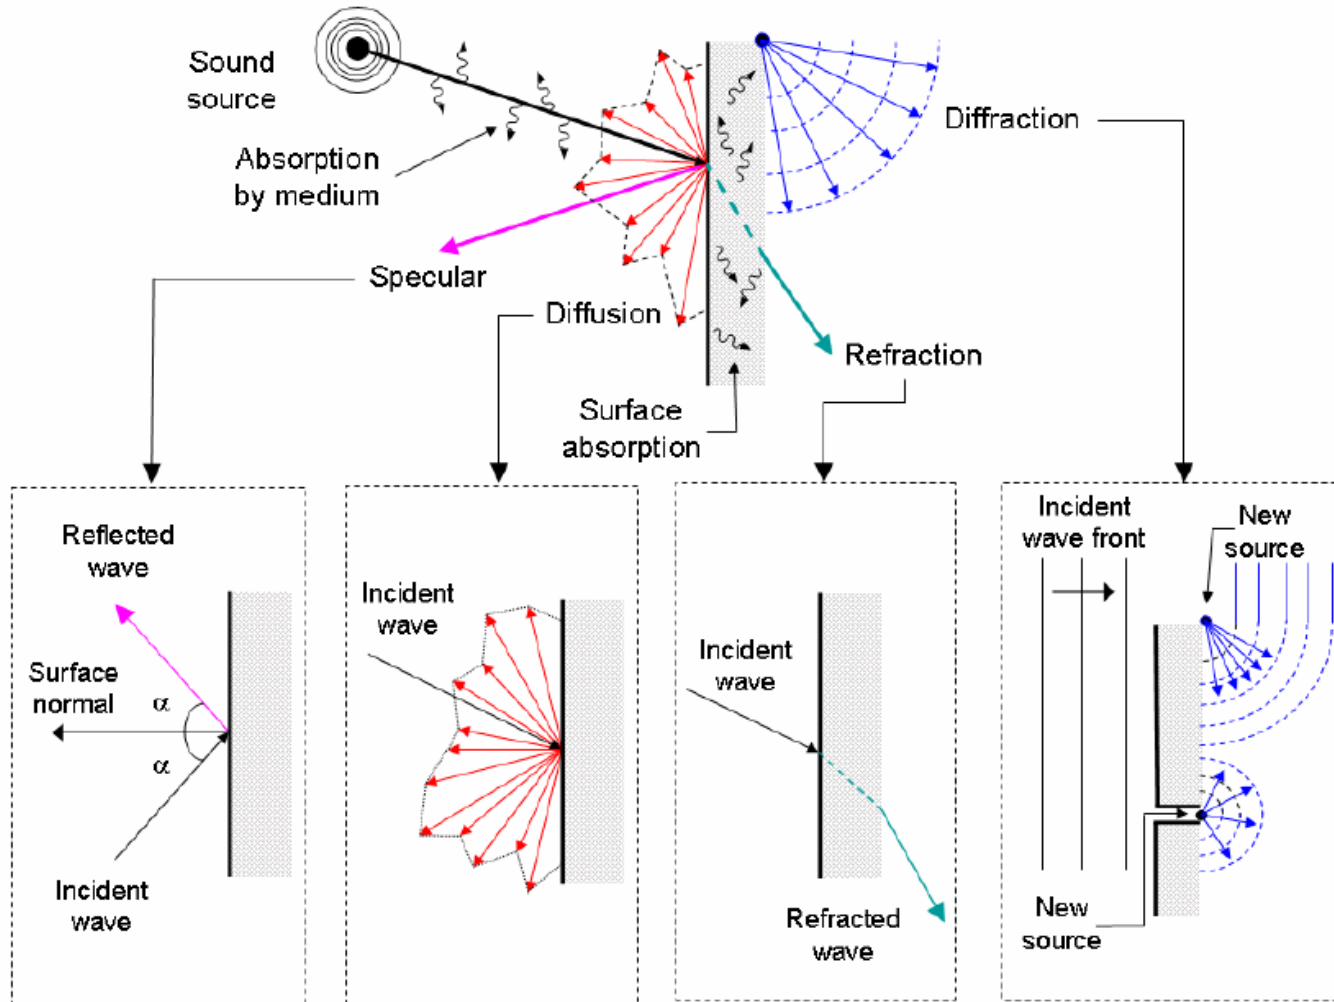 Sound
source
Absorption
by medium
Diffraction
Specular
Diffusion
Refraction
Surface
absorption
Reflected
wave
Surface
normal
α
α
Incident
wave
Incident
wave
Incident
wave
Refracted
wave
Incident
wave front
New
source
New
source